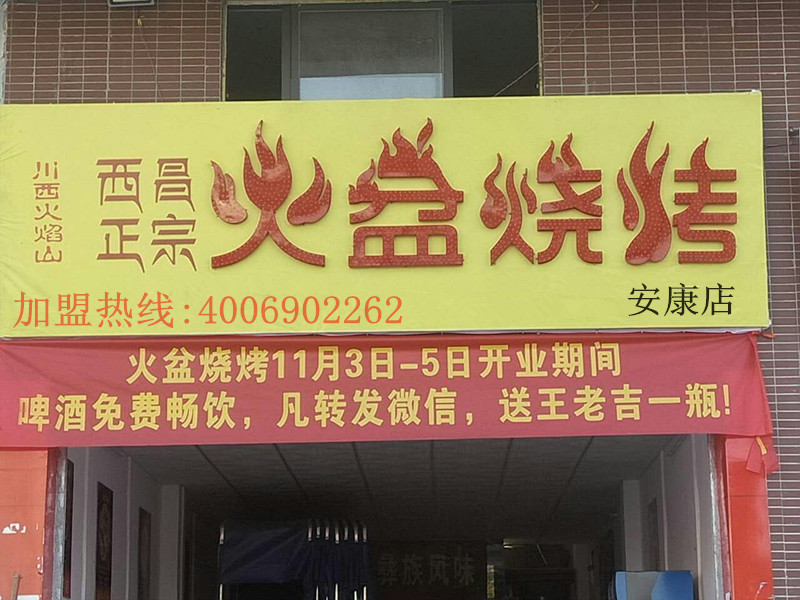 川西火焰山
西昌
正宗
火盆烧烤
加盟热线:4006902262
安康店
火盆烧烤11月3日-5日开业期间
啤酒免费畅饮，凡转发微信，送王老吉一瓶!
彝族风味